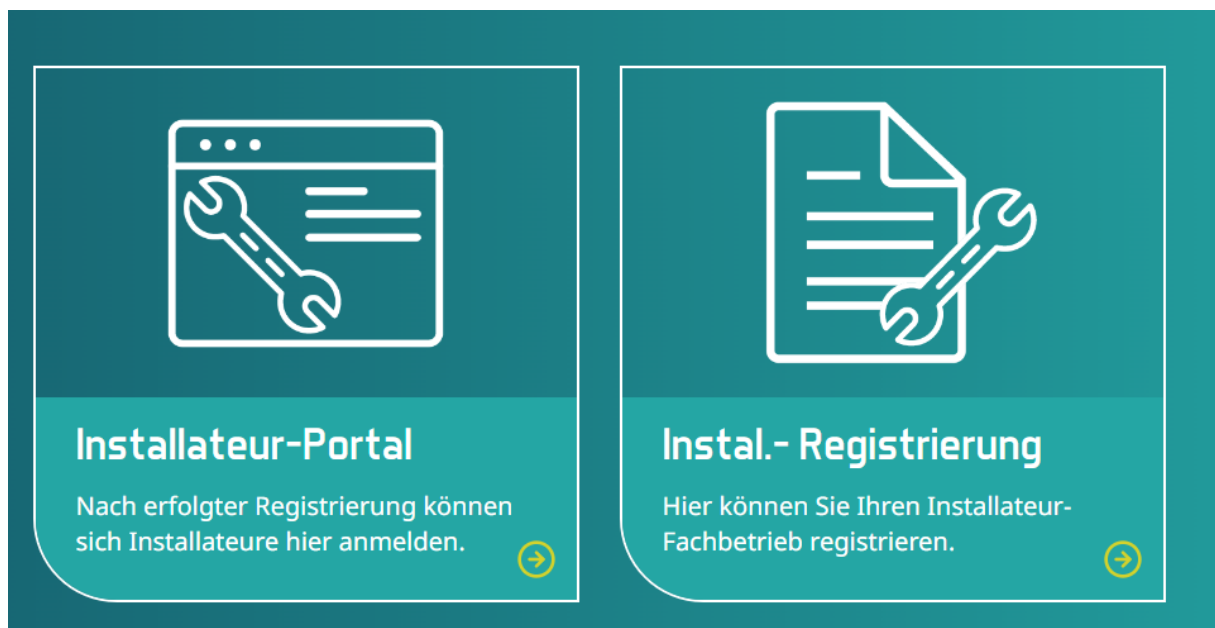 Installateur-Portal
Nach erfolgter Registrierung können
sich Installateure hier anmelden.
Instal.- Registrierung
Hier können Sie Ihren Installateur-
Fachbetrieb registrieren.